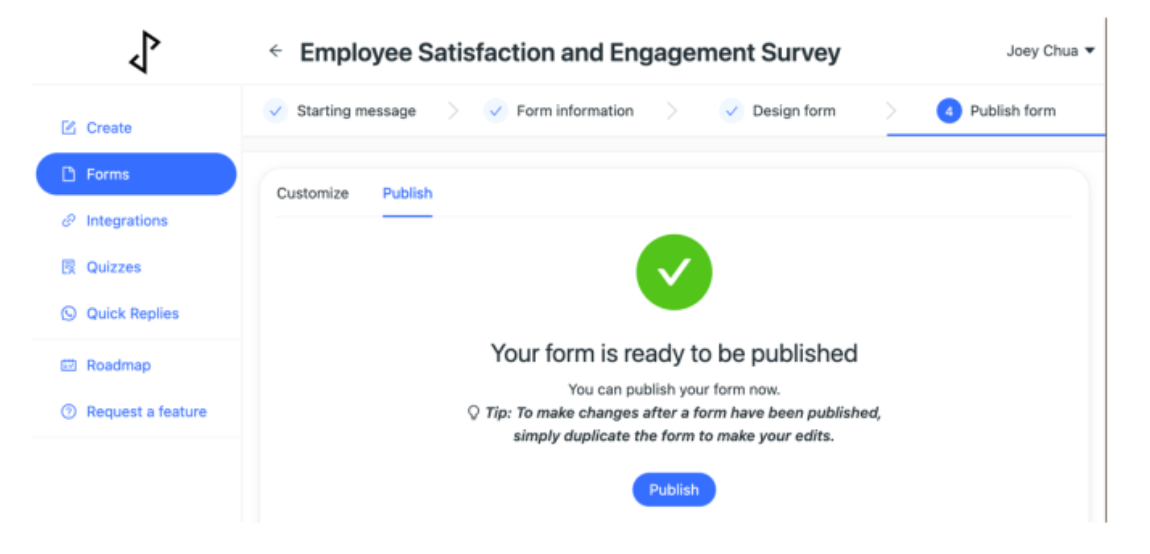 ← Employee Satisfaction and Engagement Survey
Joey Chua ▼
Starting message
Form information
Design form
4 Publish form
Create
Forms
Integrations
Quizzes
Quick Replies
Roadmap
Request a feature
Customize
Publish
Your form is ready to be published
You can publish your form now.
Tip: To make changes after a form have been published,
simply duplicate the form to make your edits.
Publish